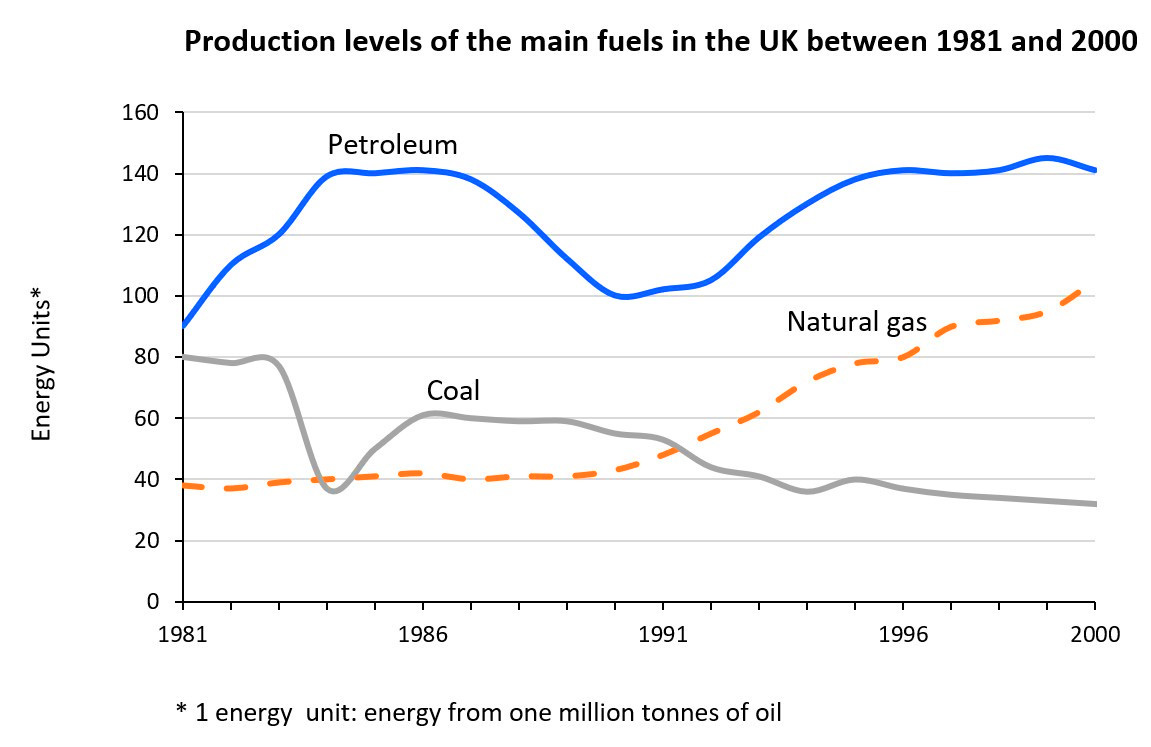 Production levels of the main fuels in the UK between 1981 and 2000
160
Petroleum
140
120
Energy Units*
100
Natural gas
80
Coal
60
40
20
0
1981 1986 1991 1996 2000
* 1 energy  unit: energy from one million tonnes of oil